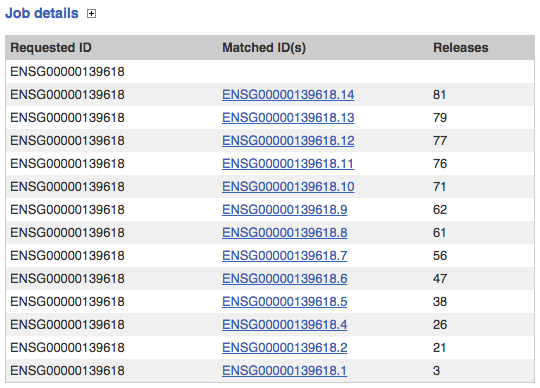 Job details
Requested ID Matched ID(s) Releases
ENSG00000139618
ENSG00000139618 ENSG00000139618.14 81
ENSG00000139618 ENSG00000139618.13 79
ENSG00000139618 ENSG00000139618.12 77
ENSG00000139618 ENSG00000139618.11 76
ENSG00000139618 ENSG00000139618.10 71
ENSG00000139618 ENSG00000139618.9 62
ENSG00000139618 ENSG00000139618.8 61
ENSG00000139618 ENSG00000139618.7 56
ENSG00000139618 ENSG00000139618.6 47
ENSG00000139618 ENSG00000139618.5 38
ENSG00000139618 ENSG00000139618.4 26
ENSG00000139618 ENSG00000139618.2 21
ENSG00000139618 ENSG00000139618.1 3